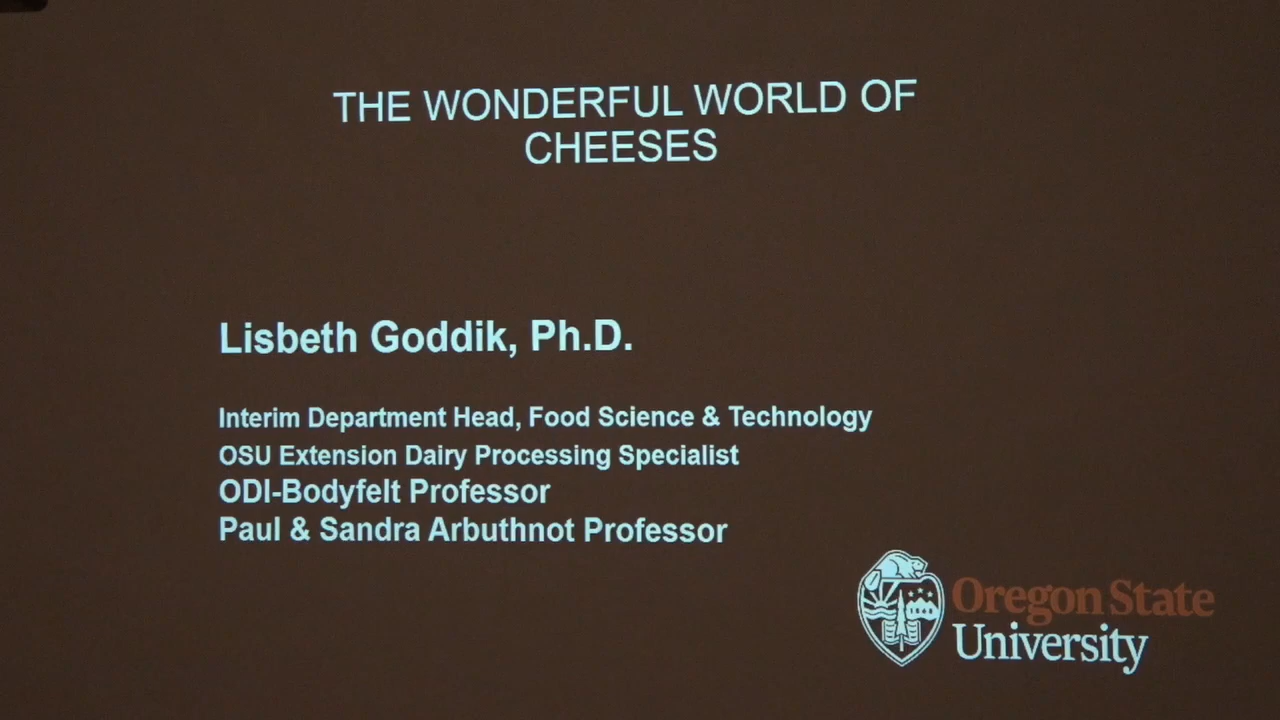 THE WONDERFUL WORLD OF
CHEESES
Lisbeth Goddik, Ph.D.
Interim Department Head, Food Science & Technology
OSU Extension Dairy Processing Specialist
ODI-Bodyfelt Professor
Paul & Sandra Arbuthnot Professor
Oregon State
University